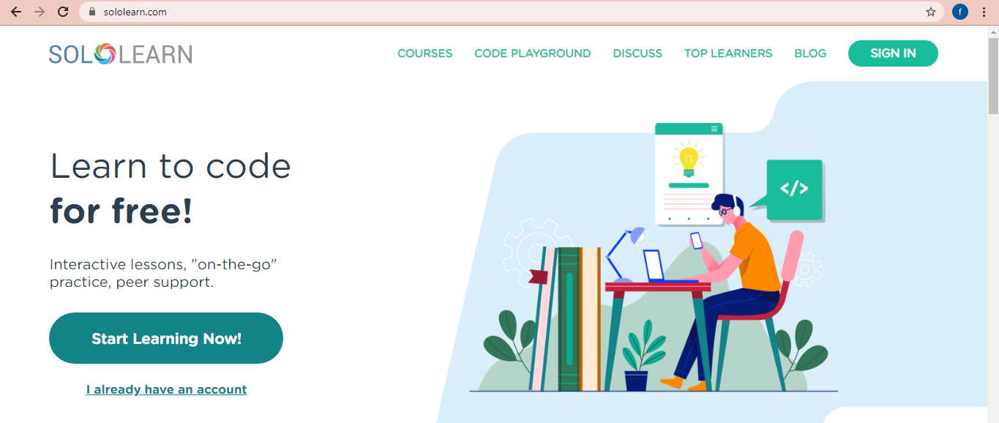 sololearn.com
f
SOLOLEARN
COURSES CODE PLAYGROUND DISCUSS TOP LEARNERS BLOG SIGN IN
Learn to code
for free!
Interactive lessons, "on-the-go"
practice, peer support.
Start Learning Now!
I already have an account
</>